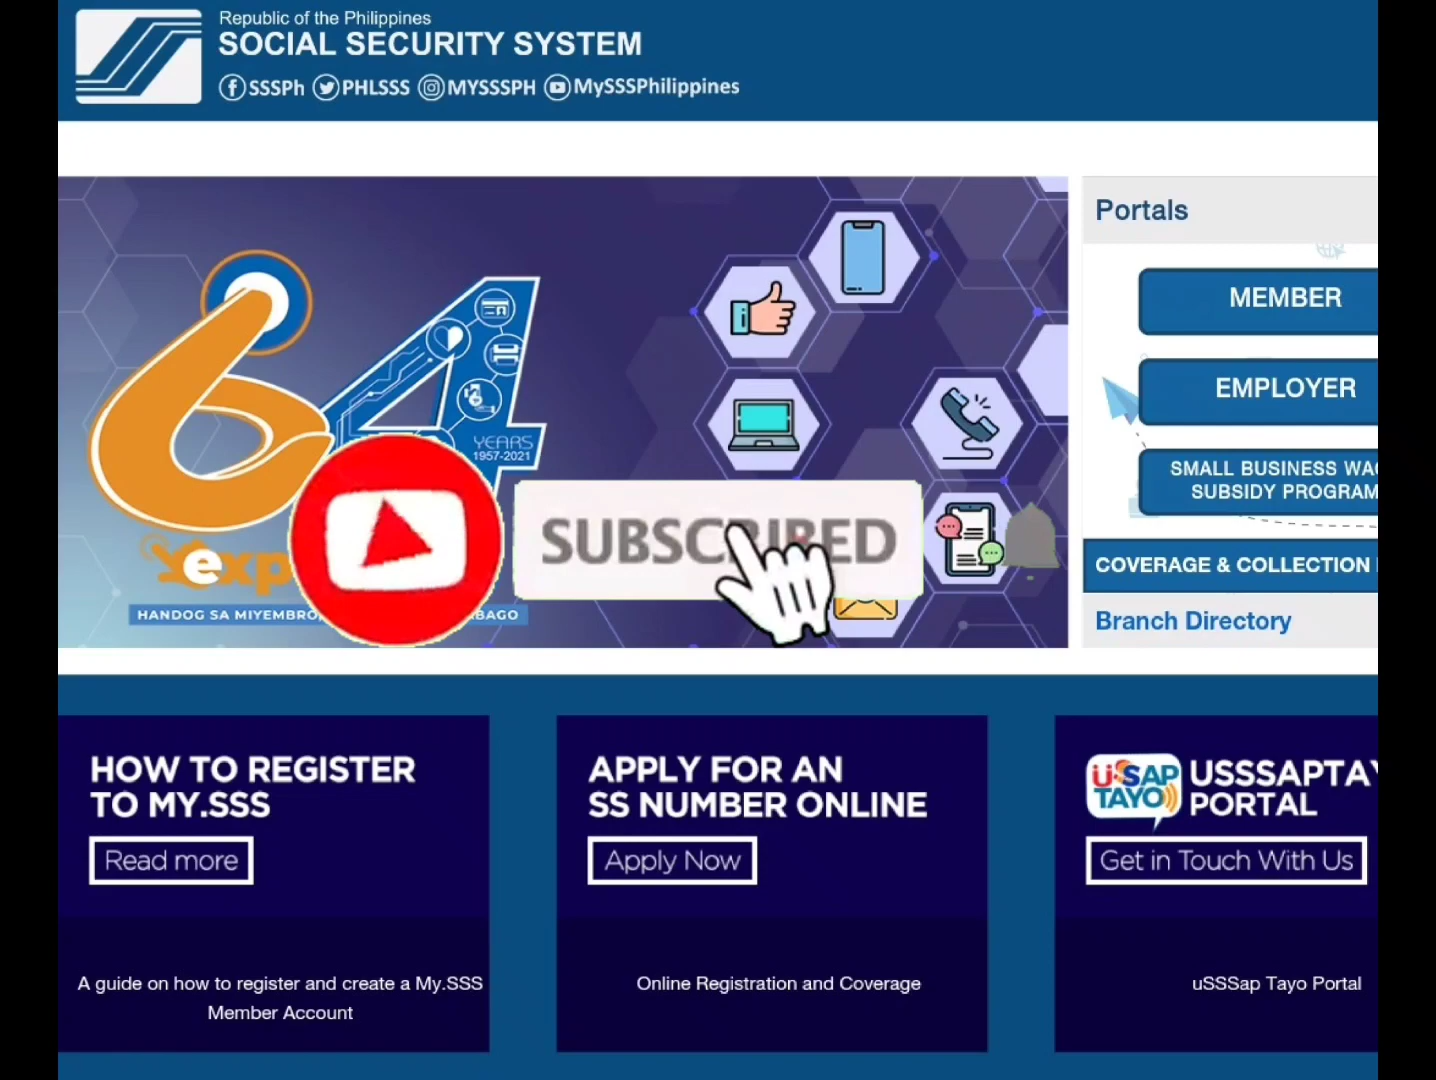 Republic of the Philippines
SOCIAL SECURITY SYSTEM
SSSPh PHLSSS MYSSSPH MySSSPhilippines
64
YEARS
1957-2021
HANDOG SA MIYEMBRO,
BAGO
SUBSCRIBED
Portals
MEMBER
EMPLOYER
SMALL BUSINESS
SUBSIDY PROGRAM
COVERAGE & COLLECTION
Branch Directory
HOW TO REGISTER
TO MY.SSS
Read more
A guide on how to register and create a My.SSS
Member Account
APPLY FOR AN
SS NUMBER ONLINE
Apply Now
Online Registration and Coverage
USSAP
TAYO
USSSAPTAY
PORTAL
Get in Touch With Us
uSSSap Tayo Portal